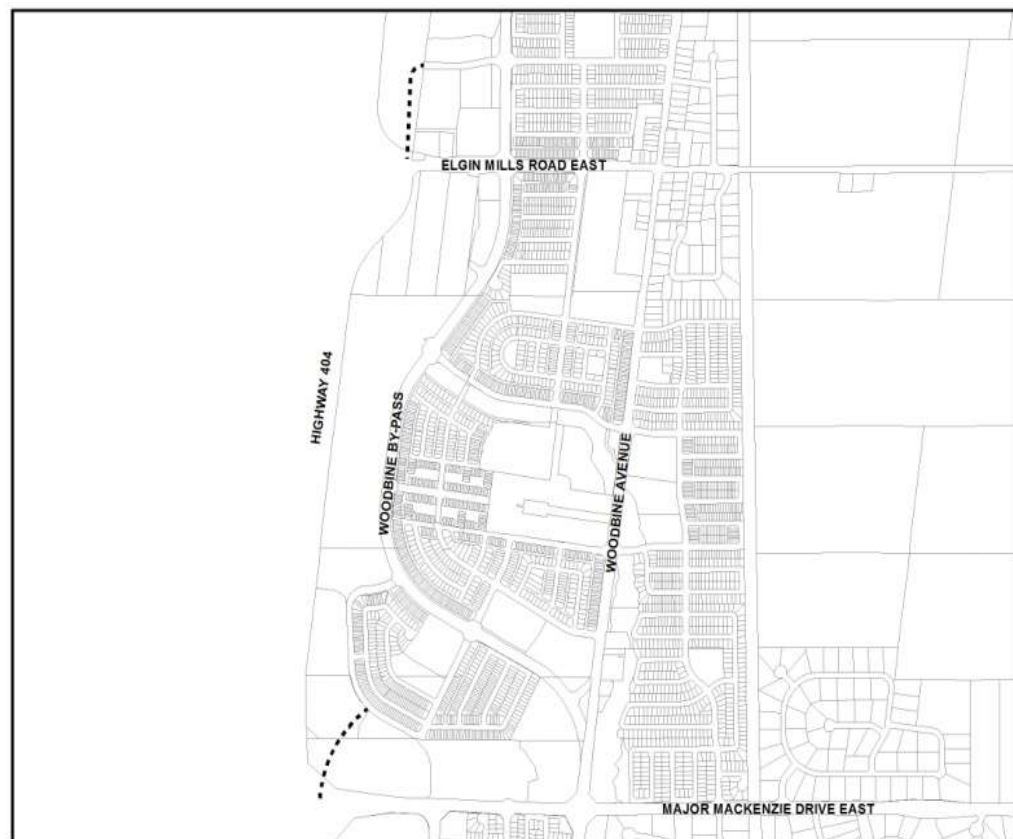 ELGIN MILLS ROAD EAST
HIGHWAY 404
WOODBINE BY-PASS
WOODBINE AVENUE
MAJOR MACKENZIE DRIVE EAST